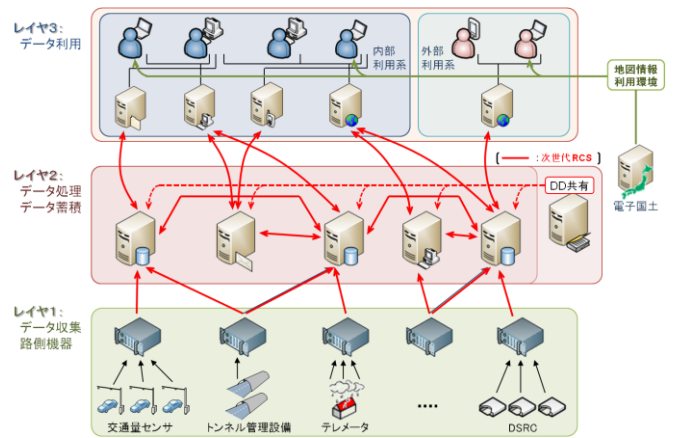 レイヤ3:
データ利用
内部
利用系
外部
利用系
地図情報
利用環境
【 ━━ : 次世代RCS 】
レイヤ2:
データ処理
データ蓄積
DD共有
電子国土
レイヤ1:
データ収集
路側機器
交通量センサ
トンネル管理設備
テレメータ
....
DSRC